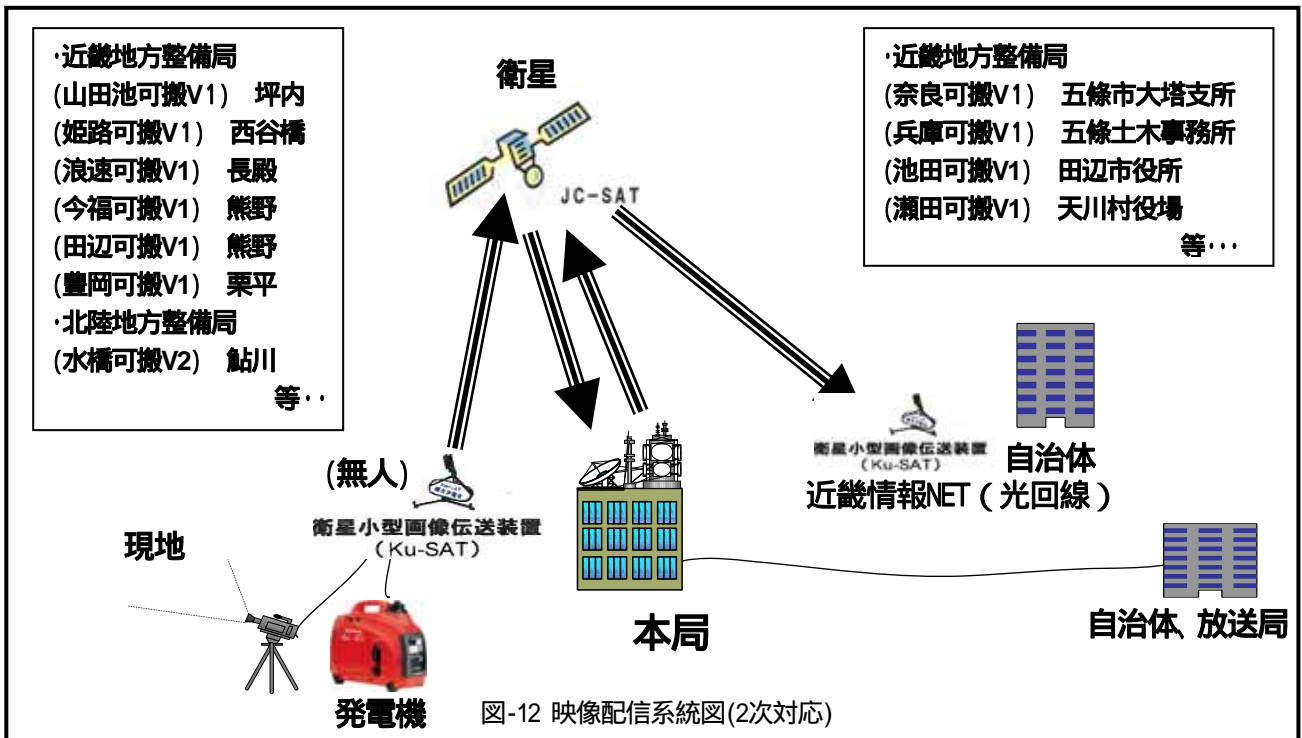 ･近畿地方整備局
(山田池可搬V1) 坪内
(姫路可搬V1) 西谷橋
(浪速可搬V1) 長殿
(今福可搬V1) 熊野
(田辺可搬V1) 熊野
(豊岡可搬V1) 栗平
･北陸地方整備局
(水橋可搬V2) 鮎川
等‥
衛星
JC-SAT
･近畿地方整備局
(奈良可搬V1) 五條市大塔支所
(兵庫可搬V1) 五條土木事務所
(池田可搬V1) 田辺市役所
(瀬田可搬V1) 天川村役場
等…
(無人)
衛星小型画像伝送装置
(Ku-SAT)
現地
発電機
本局
衛星小型画像伝送装置
(Ku-SAT)
自治体
近畿情報NET（光回線）
自治体、放送局
図-12 映像配信系統図(2次対応)